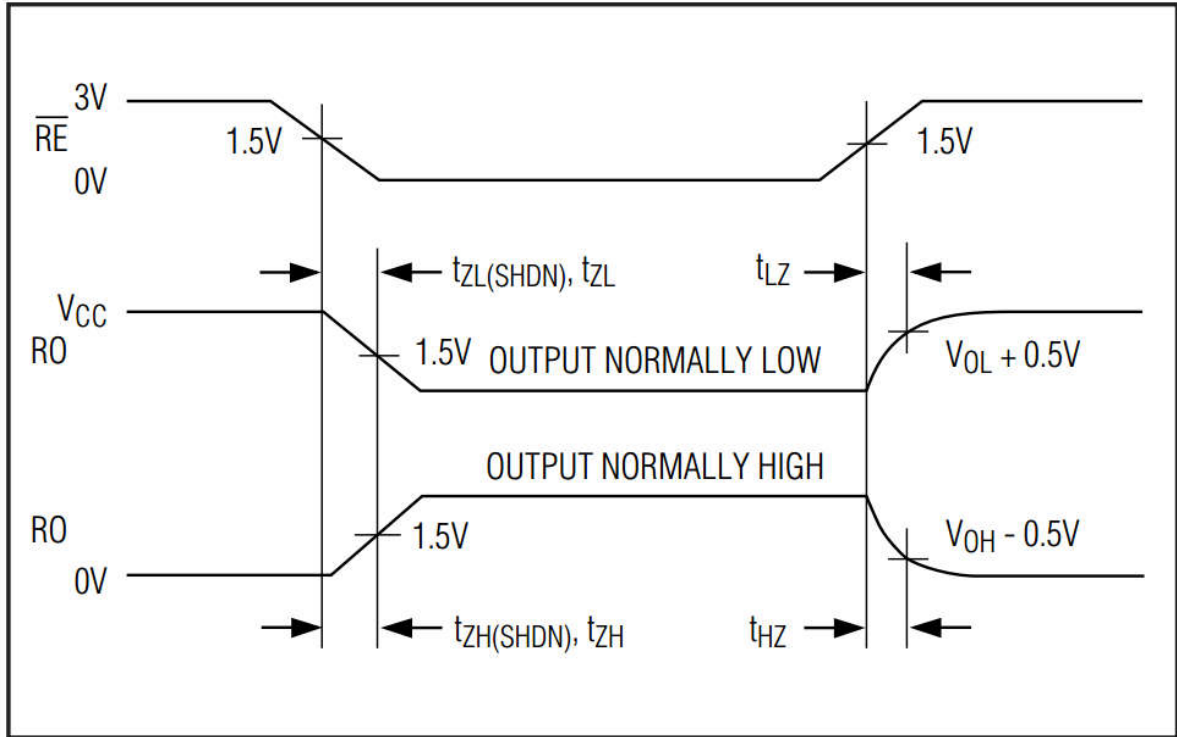 3V
R̅E̅
1.5V
1.5V
0V
tZL(SHDN), tZL
tLZ
VCC
RO
1.5V
OUTPUT NORMALLY LOW
VOL + 0.5V
OUTPUT NORMALLY HIGH
RO
1.5V
VOH - 0.5V
0V
tZH(SHDN), tZH
tHZ